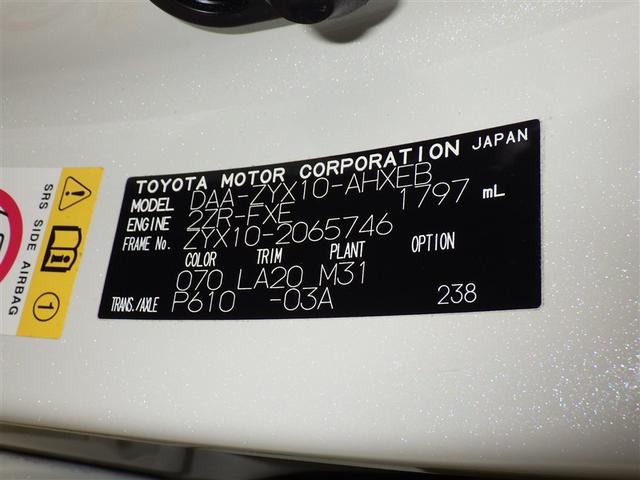 TOYOTA MOTOR CORPORATION JAPAN
MODEL DAA-ZYX10-AHXEB
ENGINE 2ZR-FXE 1797 mL
FRAME No. ZYX10-2065746
COLOR TRIM PLANT OPTION
070 LA20 M31
TRANS./AXLE P610 -03A 238
SRS SIDE AIRBAG
1